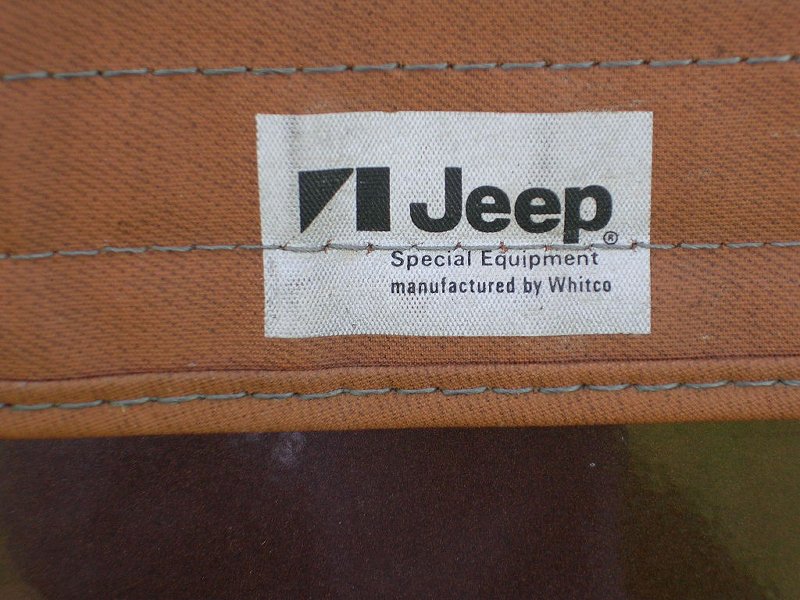 Jeep®
Special Equipment
manufactured by Whitco